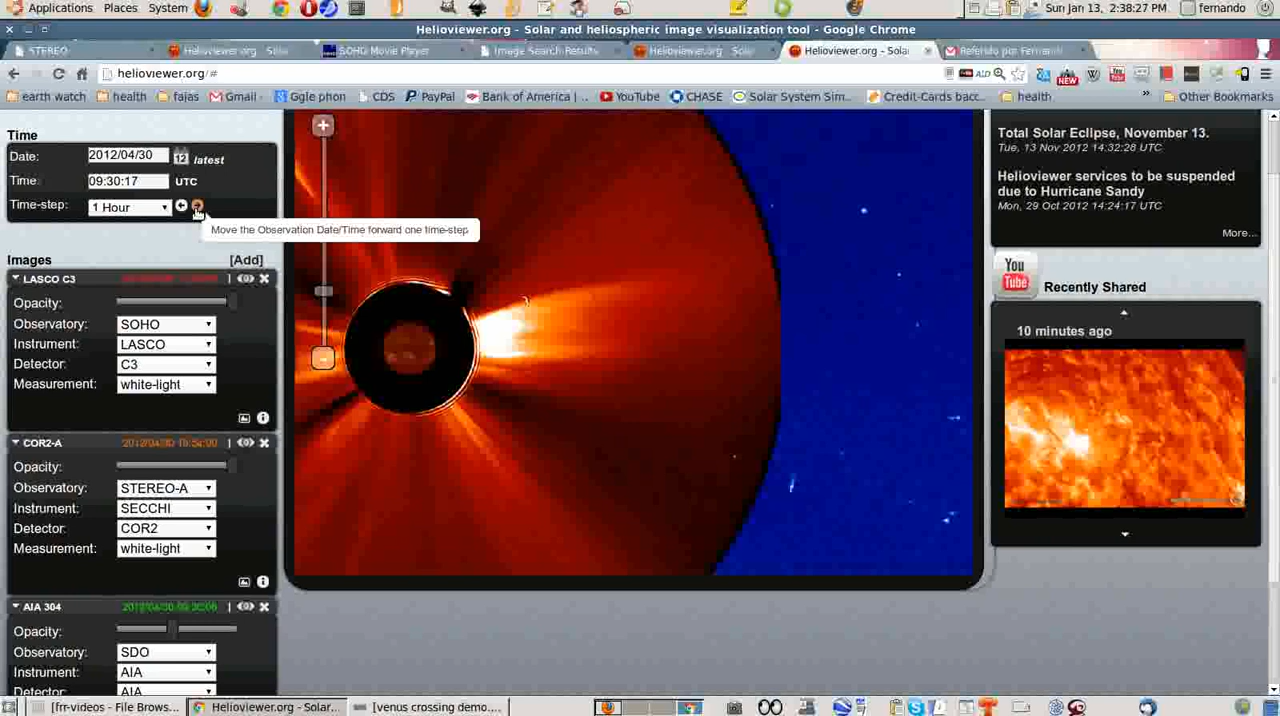 Applications Places System
Sun Jan 13, 2:38:27 PM fernando
Helioviewer.org - Solar and heliospheric image visualization tool - Google Chrome
STEREO
Helioviewer.org - Sola
SOHO Movie Player
Image Search Results
Helioviewer.org - Sola
Helioviewer.org - Sola
Referido por Fernand
helioviewer.org/#
earth watch health fajas Gmail Ggle phon CDS PayPal Bank of America | ... YouTube CHASE Solar System Sim... Credit-Cards bacc... health » Other Bookmarks
Time
Date: 2012/04/30 12 latest
Time: 09:30:17 UTC
Time-step: 1 Hour
Move the Observation Date/Time forward one time-step
Images [Add]
LASCO C3
Opacity:
Observatory: SOHO
Instrument: LASCO
Detector: C3
Measurement: white-light
COR2-A
Opacity:
Observatory: STEREO-A
Instrument: SECCHI
Detector: COR2
Measurement: white-light
AIA 304
Opacity:
Observatory: SDO
Instrument: AIA
Detector: AIA
+
-
Total Solar Eclipse, November 13.
Tue, 13 Nov 2012 14:32:28 UTC
Helioviewer services to be suspended
due to Hurricane Sandy
Mon, 29 Oct 2012 14:24:17 UTC
More...
You
Tube
Recently Shared
10 minutes ago
[frr-videos - File Brows...
Helioviewer.org - Solar...
[venus crossing demo....